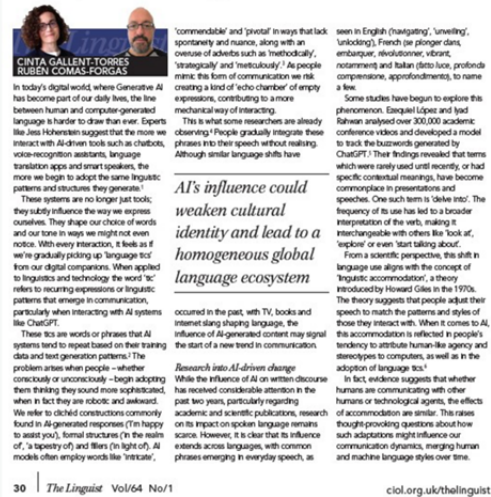 The Linguist
CINTA GALLENT-TORRES
RUBÉN COMAS-FORGAS
In today's digital world, where Generative AI
has become part of our daily lives, the line
between human and computer-generated
language is harder to draw than ever. Experts
like Jess Hohenstein suggest that the more we
interact with AI-driven tools such as chatbots,
voice-recognition assistants, language
translation apps and smart speakers, the
more we begin to adopt the same linguistic
patterns and structures they generate.¹
These systems are no longer just tools;
they subtly influence the way we express
ourselves. They shape our choice of words
and our tone in ways we might not even
notice. With every interaction, it feels as if
we're gradually picking up 'language tics'
from our digital companions. When applied
to linguistics and technology the word 'tic'
refers to recurring expressions or linguistic
patterns that emerge in communication,
particularly when interacting with AI systems
like ChatGPT.
These tics are words or phrases that AI
systems tend to repeat based on their training
data and text generation patterns.² The
problem arises when people – whether
consciously or unconsciously – begin adopting
them thinking they sound more sophisticated,
when in fact they are robotic and awkward.
We refer to clichéd constructions commonly
found in AI-generated responses ('I'm happy
to assist you'), formal structures ('in the realm
of', 'a tapestry of') and fillers ('in light of'). AI
models often employ words like 'intricate',
'commendable' and 'pivotal' in ways that lack
spontaneity and nuance, along with an
overuse of adverbs such as 'methodically',
'strategically' and 'meticulously'.³ As people
mimic this form of communication we risk
creating a kind of 'echo chamber' of empty
expressions, contributing to a more
mechanical way of interacting.
This is what some researchers are already
observing.⁴ People gradually integrate these
phrases into their speech without realising.
Although similar language shifts have
AI's influence could
weaken cultural
identity and lead to a
homogeneous global
language ecosystem
occurred in the past, with TV, books and
internet slang shaping language, the
influence of AI-generated content may signal
the start of a new trend in communication.
Research into AI-driven change
While the influence of AI on written discourse
has received considerable attention in the
past two years, particularly regarding
academic and scientific publications, research
on its impact on spoken language remains
scarce. However, it is clear that its influence
extends across languages, with common
phrases emerging in everyday speech, as
seen in English ('navigating', 'unveiling',
'unlocking'), French (se plonger dans,
embarquer, révolutionner, vibrant,
notamment) and Italian (fatto luce, profonda
comprensione, approfondimento), to name
a few.
Some studies have begun to explore this
phenomenon. Ezequiel López and Iyad
Rahwan analysed over 300,000 academic
conference videos and developed a model
to track the buzzwords generated by
ChatGPT.⁵ Their findings revealed that terms
which were rarely used until recently, or had
specific contextual meanings, have become
commonplace in presentations and
speeches. One such term is 'delve into'. The
frequency of its use has led to a broader
interpretation of the verb, making it
interchangeable with others like 'look at',
'explore' or even 'start talking about'.
From a scientific perspective, this shift in
language use aligns with the concept of
'linguistic accommodation', a theory
introduced by Howard Giles in the 1970s.
The theory suggests that people adjust their
speech to match the patterns and styles of
those they interact with. When it comes to AI,
this accommodation is reflected in people's
tendency to attribute human-like agency and
stereotypes to computers, as well as in the
adoption of language tics.⁶
In fact, evidence suggests that whether
humans are communicating with other
humans or technological agents, the effects
of accommodation are similar. This raises
thought-provoking questions about how
such adaptations might influence our
communication dynamics, merging human
and machine language styles over time.
30 The Linguist Vol/64 No/1
ciol.org.uk/thelinguist